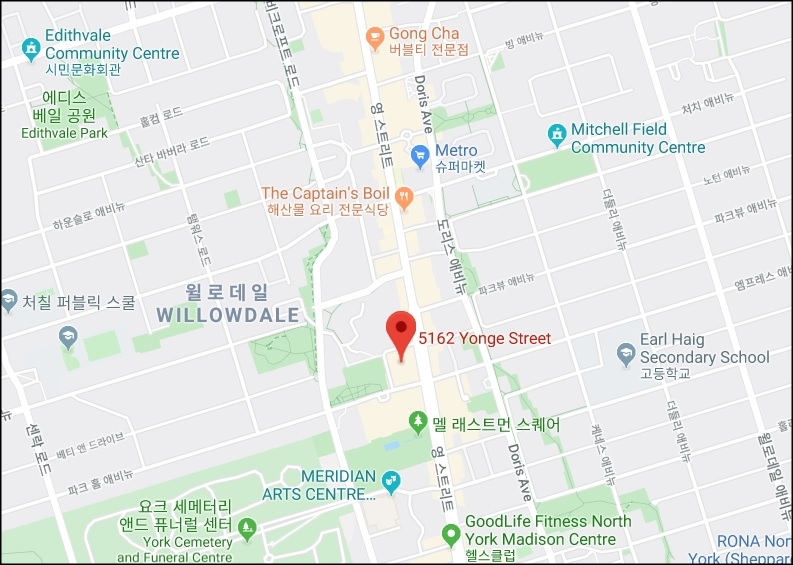 Edithvale
Community Centre
시민문화회관
Gong Cha
버블티 전문점
빅크로프트 로드
Doris Ave
빙 애비뉴
에디스
베일 공원
Edithvale Park
홀컴 로드
영 스트리트
처치 애비뉴
Mitchell Field
Community Centre
Metro
슈퍼마켓
산타 바버라 로드
The Captain's Boil
해산물 요리 전문식당
노턴 애비뉴
하운슬로 애비뉴
탬워스 로드
도리스 애비뉴
더들리 애비뉴
파크뷰 애비뉴
파크뷰 애비뉴
엠프레스 애비뉴
처칠 퍼블릭 스쿨
윌로데일
WILLOWDALE
5162 Yonge Street
Earl Haig
Secondary School
고등학교
멜 래스트먼 스퀘어
센락 로드
베티 앤 드라이브
파크 홈 애비뉴
케네스 애비뉴
더들리 애비뉴
윌로데일 애비뉴
Doris Ave
영 스트리트
MERIDIAN
ARTS CENTRE...
요크 세메터리
앤드 퓨너럴 센터
York Cemetery
and Funeral Centre
GoodLife Fitness North
York Madison Centre
헬스클럽
RONA Nor
York (Sheppar